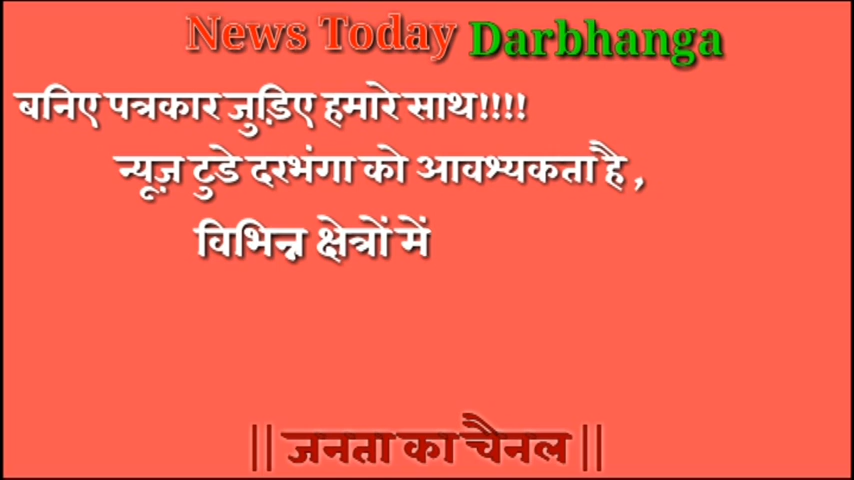 News Today Darbhanga
बनिए पत्रकार जुड़िए हमारे साथ!!!!
न्यूज़ टुडे दरभंगा को आवश्यकता है ,
विभिन्न क्षेत्रों में
|| जनता का चैनल ||